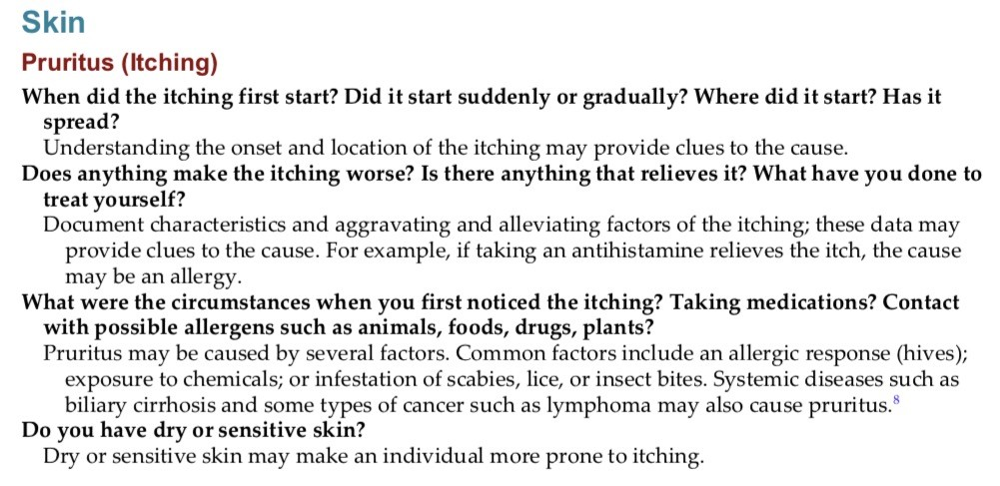 Skin
Pruritus (Itching)
When did the itching first start? Did it start suddenly or gradually? Where did it start? Has it
spread?
Understanding the onset and location of the itching may provide clues to the cause.
Does anything make the itching worse? Is there anything that relieves it? What have you done to
treat yourself?
Document characteristics and aggravating and alleviating factors of the itching; these data may
provide clues to the cause. For example, if taking an antihistamine relieves the itch, the cause
may be an allergy.
What were the circumstances when you first noticed the itching? Taking medications? Contact
with possible allergens such as animals, foods, drugs, plants?
Pruritus may be caused by several factors. Common factors include an allergic response (hives);
exposure to chemicals; or infestation of scabies, lice, or insect bites. Systemic diseases such as
biliary cirrhosis and some types of cancer such as lymphoma may also cause pruritus.8
Do you have dry or sensitive skin?
Dry or sensitive skin may make an individual more prone to itching.